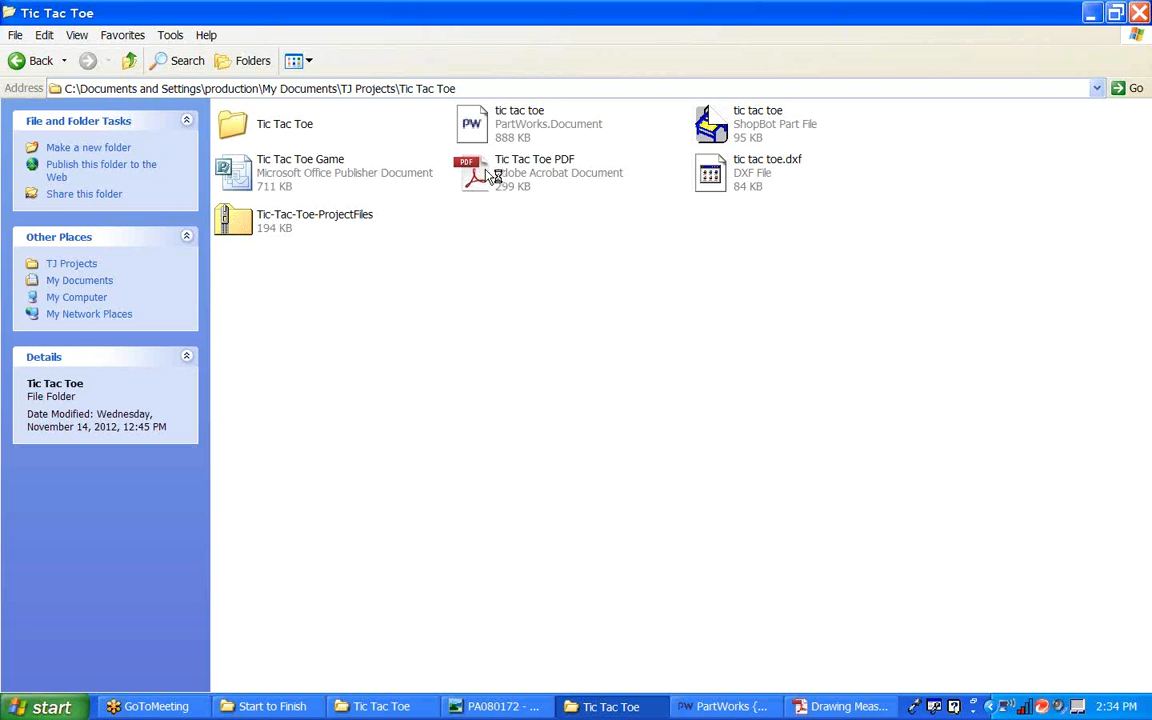 Tic Tac Toe
File Edit View Favorites Tools Help
Back Search Folders
Address C:\Documents and Settings\production\My Documents\TJ Projects\Tic Tac Toe Go
File and Folder Tasks
Make a new folder
Publish this folder to the
Web
Share this folder
Other Places
TJ Projects
My Documents
My Computer
My Network Places
Details
Tic Tac Toe
File Folder
Date Modified: Wednesday,
November 14, 2012, 12:45 PM
Tic Tac Toe
PW
tic tac toe
PartWorks.Document
888 KB
tic tac toe
ShopBot Part File
95 KB
Tic Tac Toe Game
Microsoft Office Publisher Document
711 KB
PDF
Tic Tac Toe PDF
dobe Acrobat Document
299 KB
tic tac toe.dxf
DXF File
84 KB
Tic-Tac-Toe-ProjectFiles
194 KB
start GoToMeeting Start to Finish Tic Tac Toe PA080172 - ... Tic Tac Toe PW PartWorks {... Drawing Meas... 2:34 PM